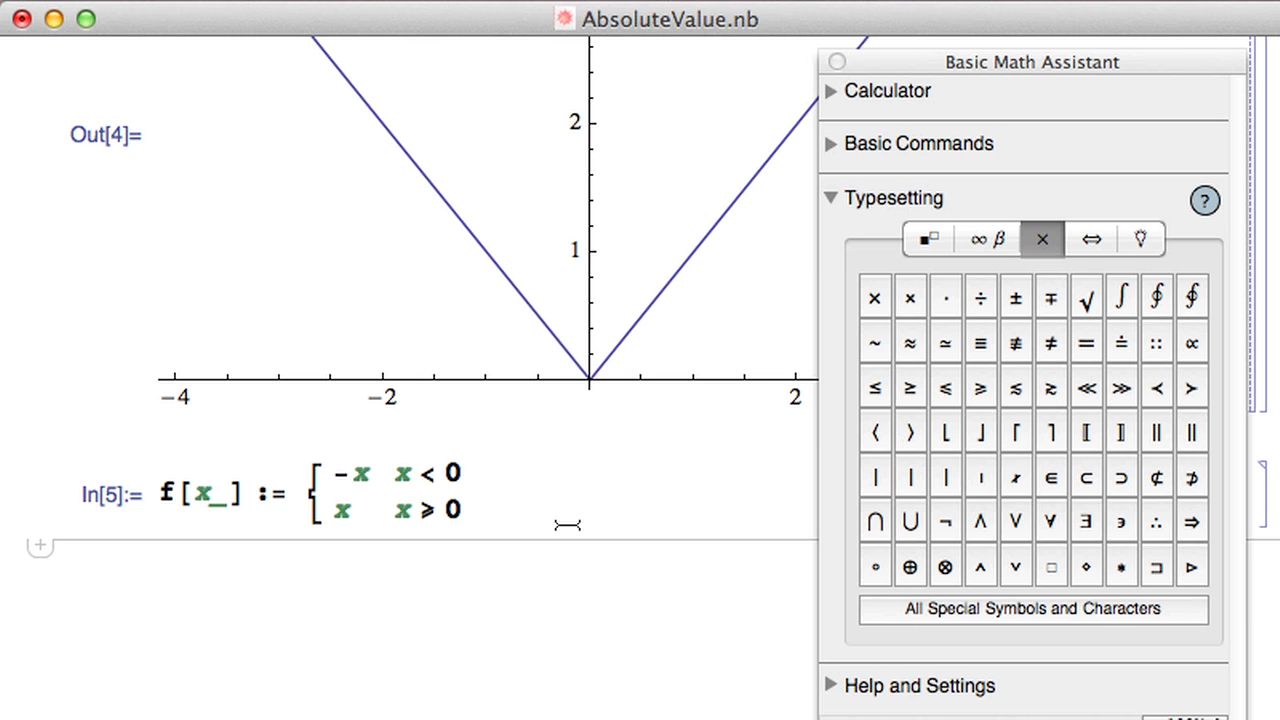 AbsoluteValue.nb
Out[4]=
2
1
−4
−2
2
In[5]:= f[x_] := { -x x < 0
x x ⩾ 0
Basic Math Assistant
Calculator
Basic Commands
Typesetting
?
■□ ∞ β × ⇔
× × · ÷ ± ∓ √ ∫ ∮ ∮
~ ≈ ≃ ≡ ≢ ≠ = ≐ ∷ ∝
≤ ≥ ⩽ ⩾ ≲ ≳ ≪ ≫ ≺ ≻
⟨ ⟩ ⌊ ⌋ ⌈ ⌉ ⟦ ⟧ ‖ ‖
| | | ∈ ⊂ ⊃ ⊄ ⊅
∩ ∪ ¬ ∧ ∨ ∀ ∃ ∍ ∴ ⇒
∘ ⊕ ⊗ ^ ˅ □ ⋄ * ⊐ ⊳
All Special Symbols and Characters
Help and Settings